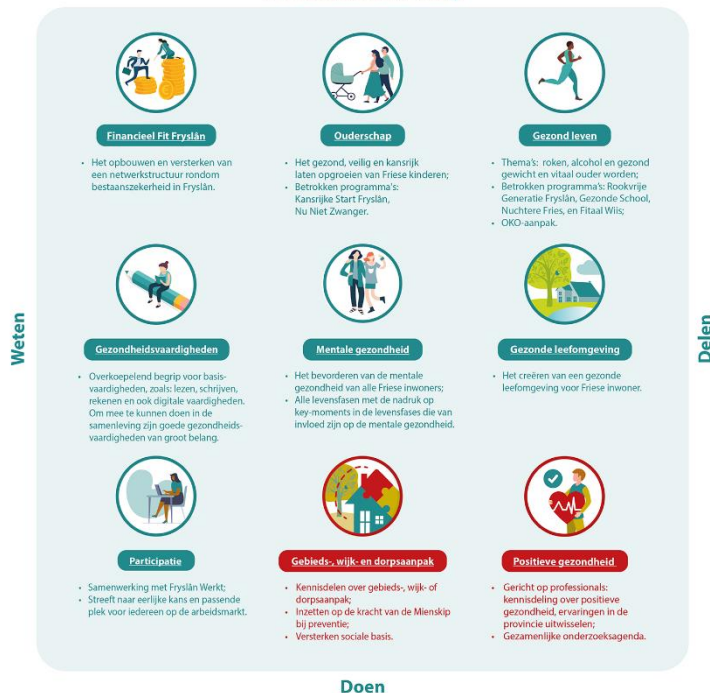 Financieel Fit Fryslân
• Het opbouwen en versterken van
een netwerkstructuur rondom
bestaanszekerheid in Fryslân.
Ouderschap
• Het gezond, veilig en kansrijk
laten opgroeien van Friese kinderen;
• Betrokken programma's:
Kansrijke Start Fryslân,
Nu Niet Zwanger.
Gezond leven
• Thema's: roken, alcohol en gezond
gewicht en vitaal ouder worden;
• Betrokken programma's: Rookvrije
Generatie Fryslân, Gezonde School,
Nuchtere Fries, en Fitaal Wiis;
• OKO-aanpak.
Weten
Gezondheidsvaardigheden
• Overkoepelend begrip voor basis-
vaardigheden, zoals: lezen, schrijven,
rekenen en ook digitale vaardigheden.
Om mee te kunnen doen in de
samenleving zijn goede gezondheids-
vaardigheden van groot belang.
Mentale gezondheid
• Het bevorderen van de mentale
gezondheid van alle Friese inwoners;
• Alle levensfasen met de nadruk op
key-moments in de levensfases die van
invloed zijn op de mentale gezondheid.
Gezonde leefomgeving
• Het creëren van een gezonde
leefomgeving voor Friese inwoner.
Delen
Participatie
• Samenwerking met Fryslân Werkt;
• Streeft naar eerlijke kans en passende
plek voor iedereen op de arbeidsmarkt.
Gebieds-, wijk- en dorpsaanpak
• Kennisdelen over gebieds-, wijk- of
dorpsaanpak;
• Inzetten op de kracht van de Mienskip
bij preventie;
• Versterken sociale basis.
Positieve gezondheid
• Gericht op professionals:
kennisdeling over positieve
gezondheid, ervaringen in de
provincie uitwisselen;
• Gezamenlijke onderzoeksagenda.
Doen